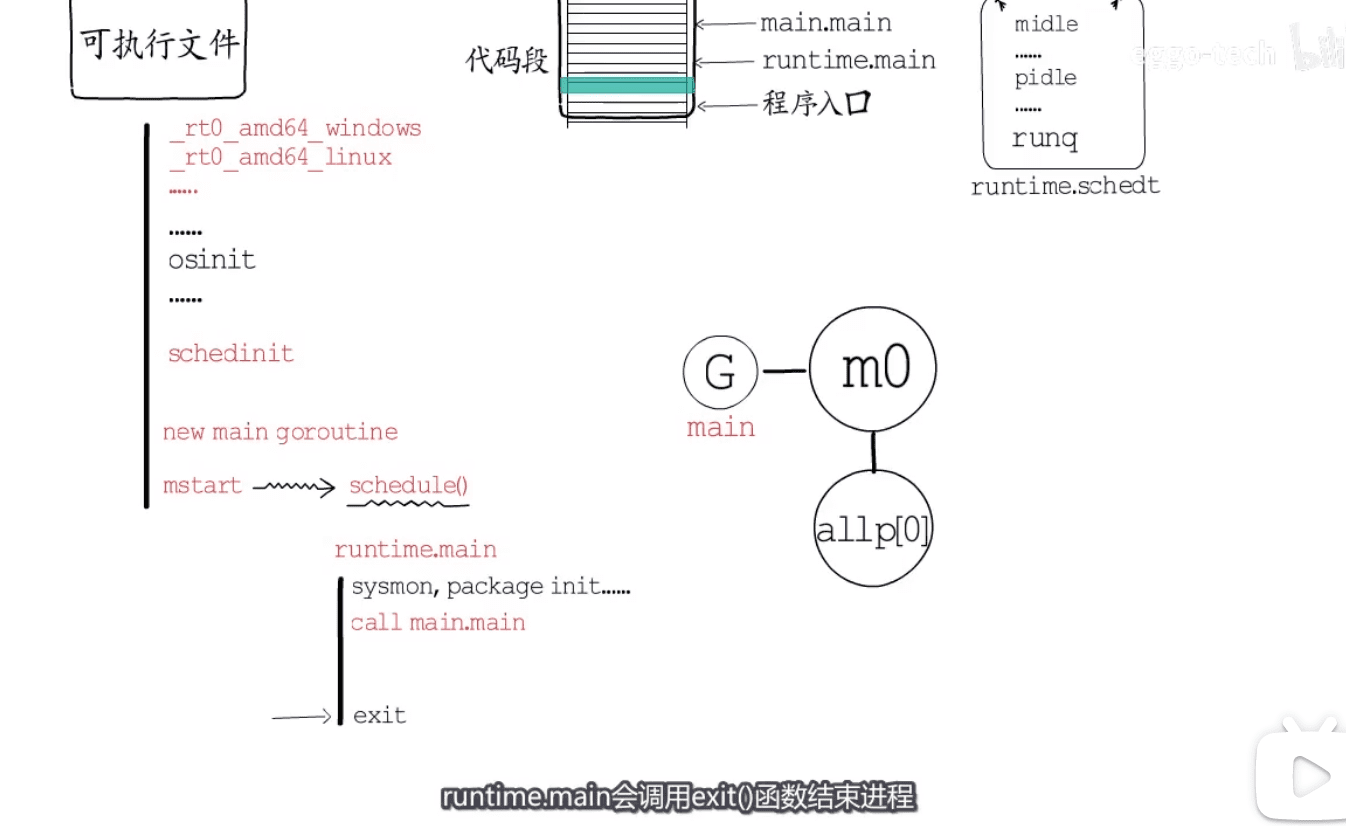 可执行文件
代码段
main.main
runtime.main
程序入口
midle
......
pidle
......
runq
runtime.schedt
eggo-tech
_rt0_amd64_windows
_rt0_amd64_linux
......
......
osinit
......
schedinit
new main goroutine
mstart
schedule()
runtime.main
sysmon, package init......
call main.main
exit
G
main
m0
allp[0]
runtime.main会调用exit()函数结束进程